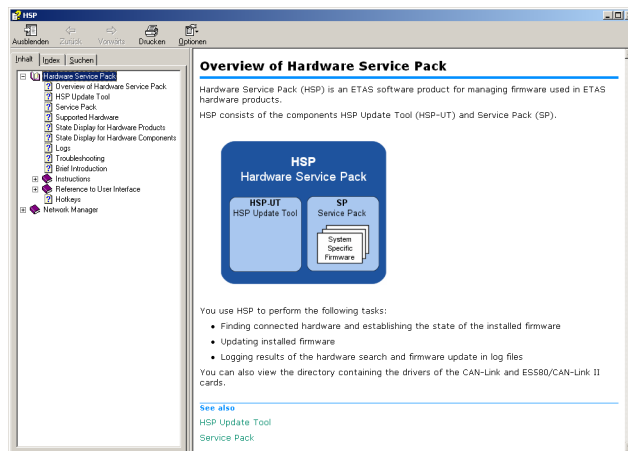 HSP
Ausblenden Zurück Vorwärts Drucken Optionen
Inhalt Index Suchen
Hardware Service Pack
Overview of Hardware Service Pack
HSP Update Tool
Service Pack
Supported Hardware
State Display for Hardware Products
State Display for Hardware Components
Logs
Troubleshooting
Brief Introduction
Instructions
Reference to User Interface
Hotkeys
Network Manager
Overview of Hardware Service Pack
Hardware Service Pack (HSP) is an ETAS software product for managing firmware used in ETAS
hardware products.
HSP consists of the components HSP Update Tool (HSP-UT) and Service Pack (SP).
HSP
Hardware Service Pack
HSP-UT
HSP Update Tool
SP
Service Pack
System
Specific
Firmware
You use HSP to perform the following tasks:
• Finding connected hardware and establishing the state of the installed firmware
• Updating installed firmware
• Logging results of the hardware search and firmware update in log files
You can also view the directory containing the drivers of the CAN-Link and ES580/CAN-Link II
cards.
See also
HSP Update Tool
Service Pack